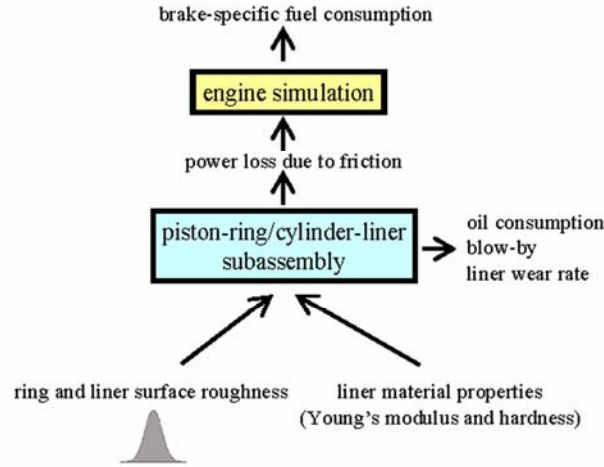 brake-specific fuel consumption
engine simulation
power loss due to friction
piston-ring/cylinder-liner
subassembly
oil consumption
blow-by
liner wear rate
ring and liner surface roughness
liner material properties
(Young's modulus and hardness)